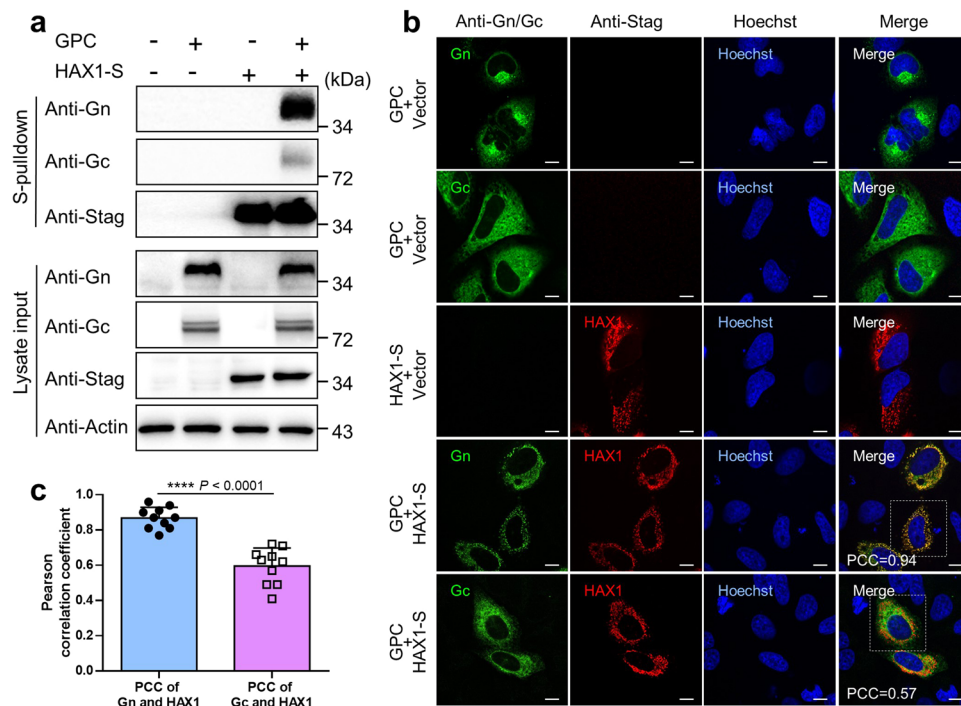 a
GPC - + - +
HAX1-S - - + + (kDa)
S-pulldown
Anti-Gn
34
Anti-Gc
72
Anti-Stag
34
Lysate input
Anti-Gn
34
Anti-Gc
72
Anti-Stag
34
Anti-Actin
43
b
Anti-Gn/Gc Anti-Stag Hoechst Merge
GPC
+
Vector
Gn Hoechst Merge
GPC
+
Vector
Gc Hoechst Merge
HAX1-S
+
Vector
HAX1 Hoechst Merge
GPC
+
HAX1-S
Gn HAX1 Hoechst Merge
PCC=0.94
GPC
+
HAX1-S
Gc HAX1 Hoechst Merge
PCC=0.57
c
**** P < 0.0001
Pearson
correlation coefficient
1.0
0.8
0.6
0.4
0.2
0.0
PCC of
Gn and HAX1
PCC of
Gc and HAX1